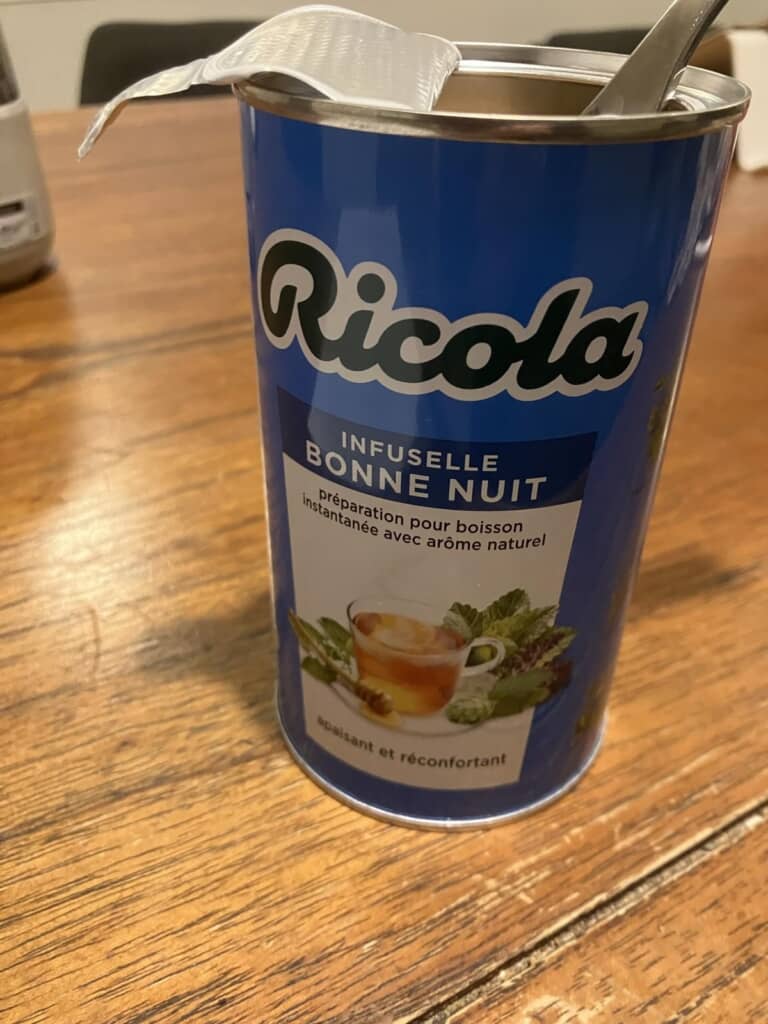 Ricola
INFUSELLE
BONNE NUIT
préparation pour boisson
instantanée avec arôme naturel
apaisant et réconfortant